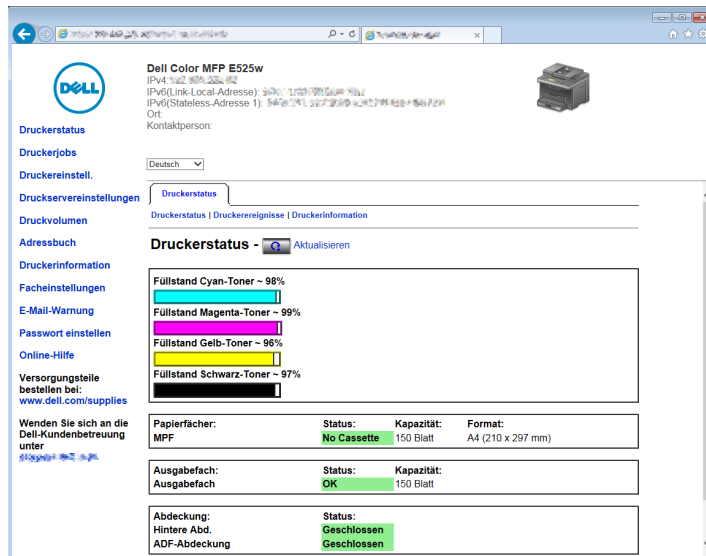 DELL
Dell Color MFP E525w
IPv4:
IPv6(Link-Local-Adresse):
IPv6(Stateless-Adresse 1):
Ort:
Kontaktperson:
Deutsch
Druckerstatus
Druckerjobs
Druckereinstell.
Druckservereinstellungen
Druckvolumen
Adressbuch
Druckerinformation
Facheinstellungen
E-Mail-Warnung
Passwort einstellen
Online-Hilfe
Versorgungsteile
bestellen bei:
www.dell.com/supplies
Wenden Sie sich an die
Dell-Kundenbetreuung
unter
Druckerstatus
Druckerstatus | Druckerereignisse | Druckerinformation
Druckerstatus - Aktualisieren
Füllstand Cyan-Toner ~ 98%
Füllstand Magenta-Toner ~ 99%
Füllstand Gelb-Toner ~ 96%
Füllstand Schwarz-Toner ~ 97%
Papierfächer: Status: Kapazität: Format:
MPF No Cassette 150 Blatt A4 (210 x 297 mm)
Ausgabefach: Status: Kapazität:
Ausgabefach OK 150 Blatt
Abdeckung: Status:
Hintere Abd. Geschlossen
ADF-Abdeckung Geschlossen